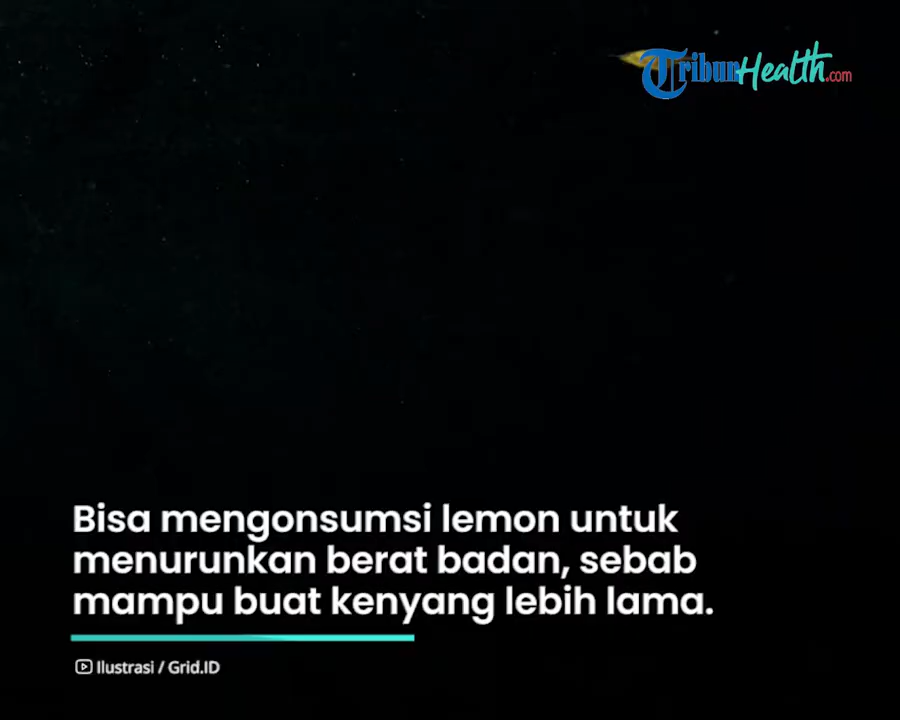 TribunHealth.com
Bisa mengonsumsi lemon untuk
menurunkan berat badan, sebab
mampu buat kenyang lebih lama.
Ilustrasi / Grid.ID